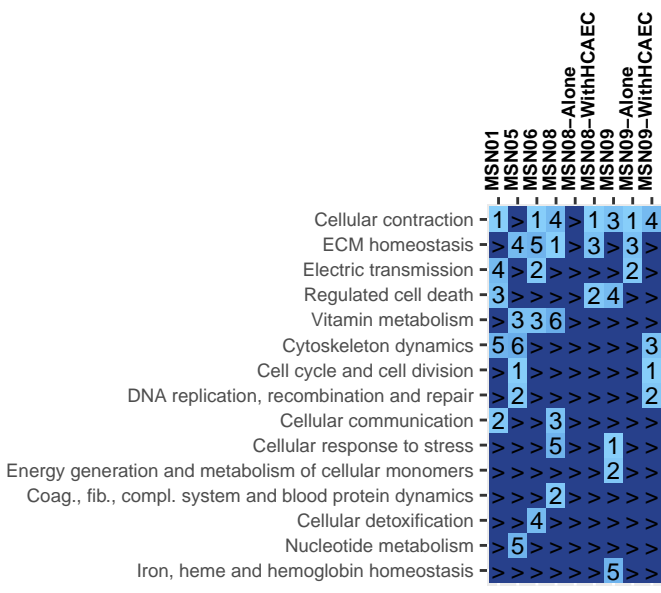 MSN01
MSN05
MSN06
MSN08
MSN08−Alone
MSN08−WithHCAEC
MSN09
MSN09−Alone
MSN09−WithHCAEC
Cellular contraction 1 > 1 4 > 1 3 1 4
ECM homeostasis > 4 5 1 > 3 > 3 >
Electric transmission 4 > 2 > > > > 2 >
Regulated cell death 3 > > > > 2 4 > >
Vitamin metabolism > 3 3 6 > > > > >
Cytoskeleton dynamics 5 6 > > > > > > 3
Cell cycle and cell division > 1 > > > > > > 1
DNA replication, recombination and repair > 2 > > > > > > 2
Cellular communication 2 > > 3 > > > > >
Cellular response to stress > > > 5 > > 1 > >
Energy generation and metabolism of cellular monomers > > > > > > 2 > >
Coag., fib., compl. system and blood protein dynamics > > > 2 > > > > >
Cellular detoxification > > 4 > > > > > >
Nucleotide metabolism > 5 > > > > > > >
Iron, heme and hemoglobin homeostasis > > > > > > 5 > >